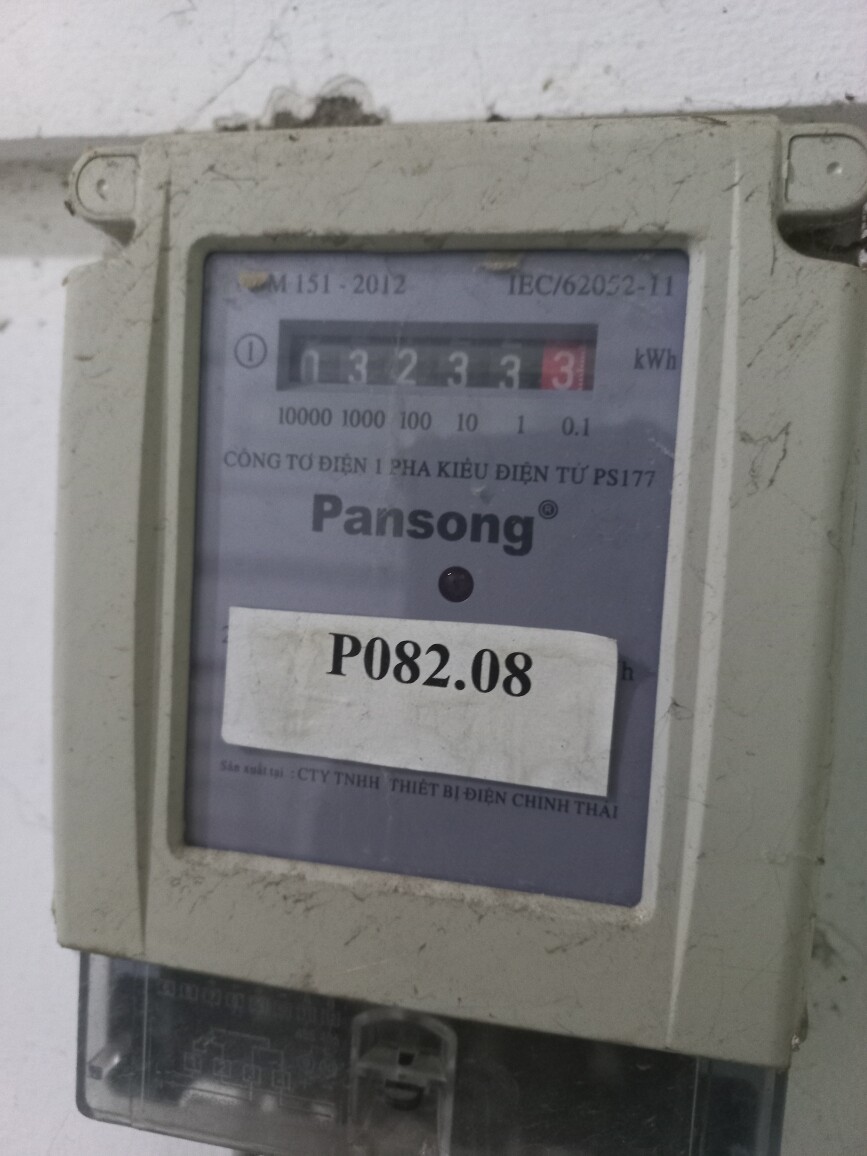 M 151 - 2012 IEC/62052-11
1 032333 kWh
10000 1000 100 10 1 0.1
CÔNG TƠ ĐIỆN 1 PHA KIỂU ĐIỆN TỬ PS177
Pansong®
P082.08
h
Sản xuất tại : CTY TNHH THIẾT BỊ ĐIỆN CHINH THÁI